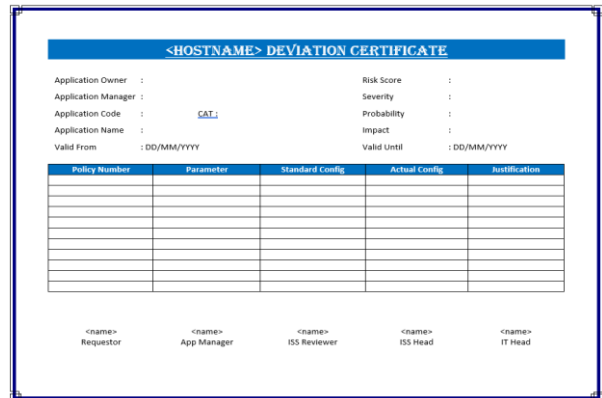 <HOSTNAME> DEVIATION CERTIFICATE
Application Owner : Risk Score :
Application Manager : Severity :
Application Code : CAT : Probability :
Application Name : Impact :
Valid From : DD/MM/YYYY Valid Until : DD/MM/YYYY
Policy Number Parameter Standard Config Actual Config Justification
<name> <name> <name> <name> <name>
Requestor App Manager ISS Reviewer ISS Head IT Head